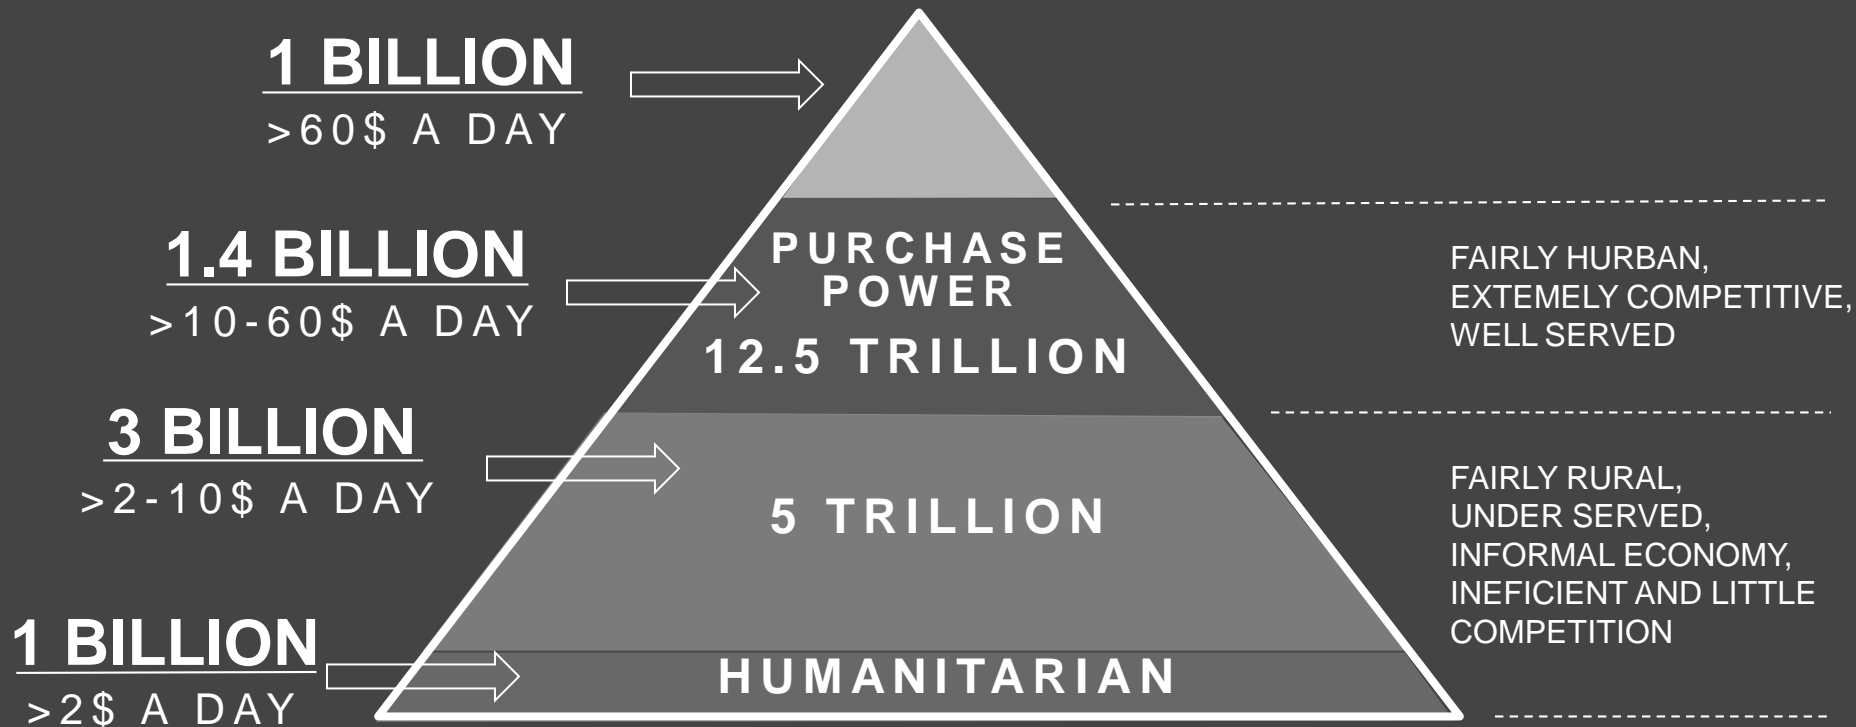 1 BILLION
>60$ A DAY
1.4 BILLION
>10-60$ A DAY
PURCHASE
POWER
12.5 TRILLION
FAIRLY HURBAN,
EXTEMELY COMPETITIVE,
WELL SERVED
3 BILLION
>2-10$ A DAY
5 TRILLION
FAIRLY RURAL,
UNDER SERVED,
INFORMAL ECONOMY,
INEFICIENT AND LITTLE
COMPETITION
1 BILLION
>2$ A DAY
HUMANITARIAN